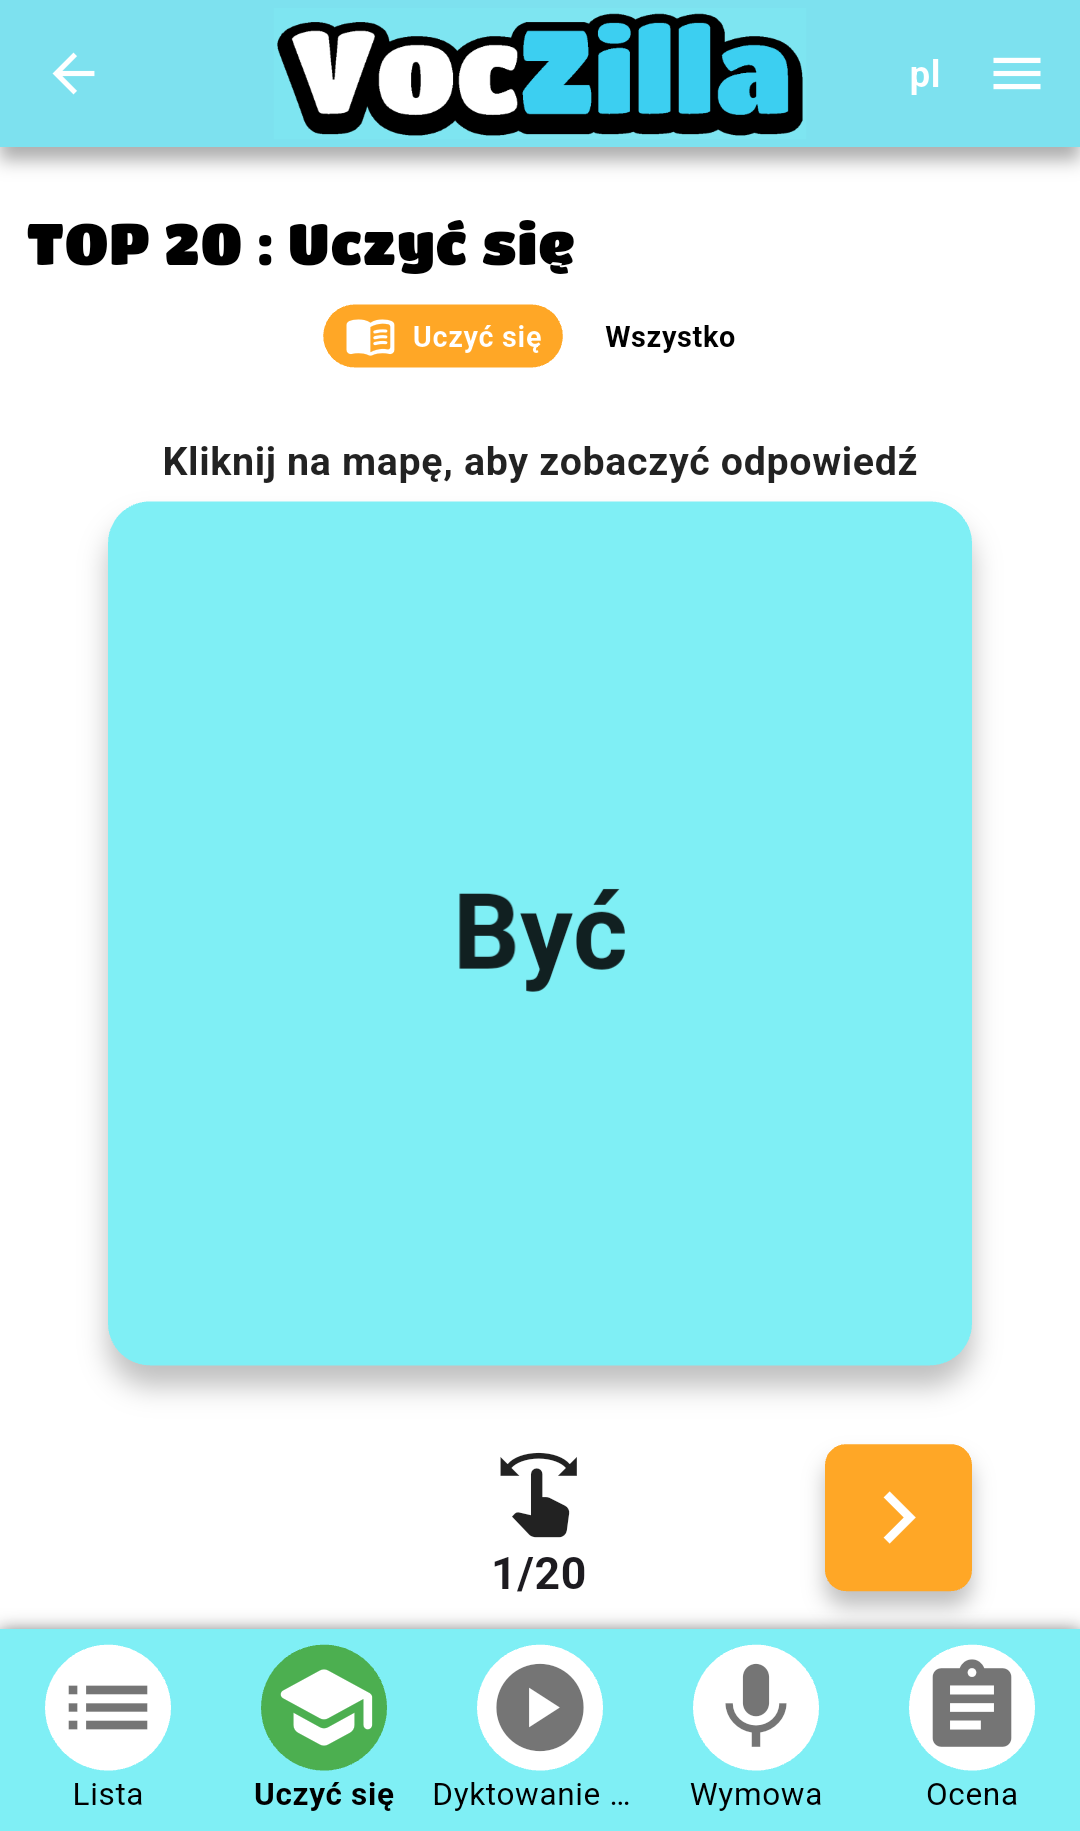 VocZilla
pl
TOP 20 : Uczyć się
Uczyć się
Wszystko
Kliknij na mapę, aby zobaczyć odpowiedź
Być
1/20
Lista
Uczyć się
Dyktowanie ...
Wymowa
Ocena